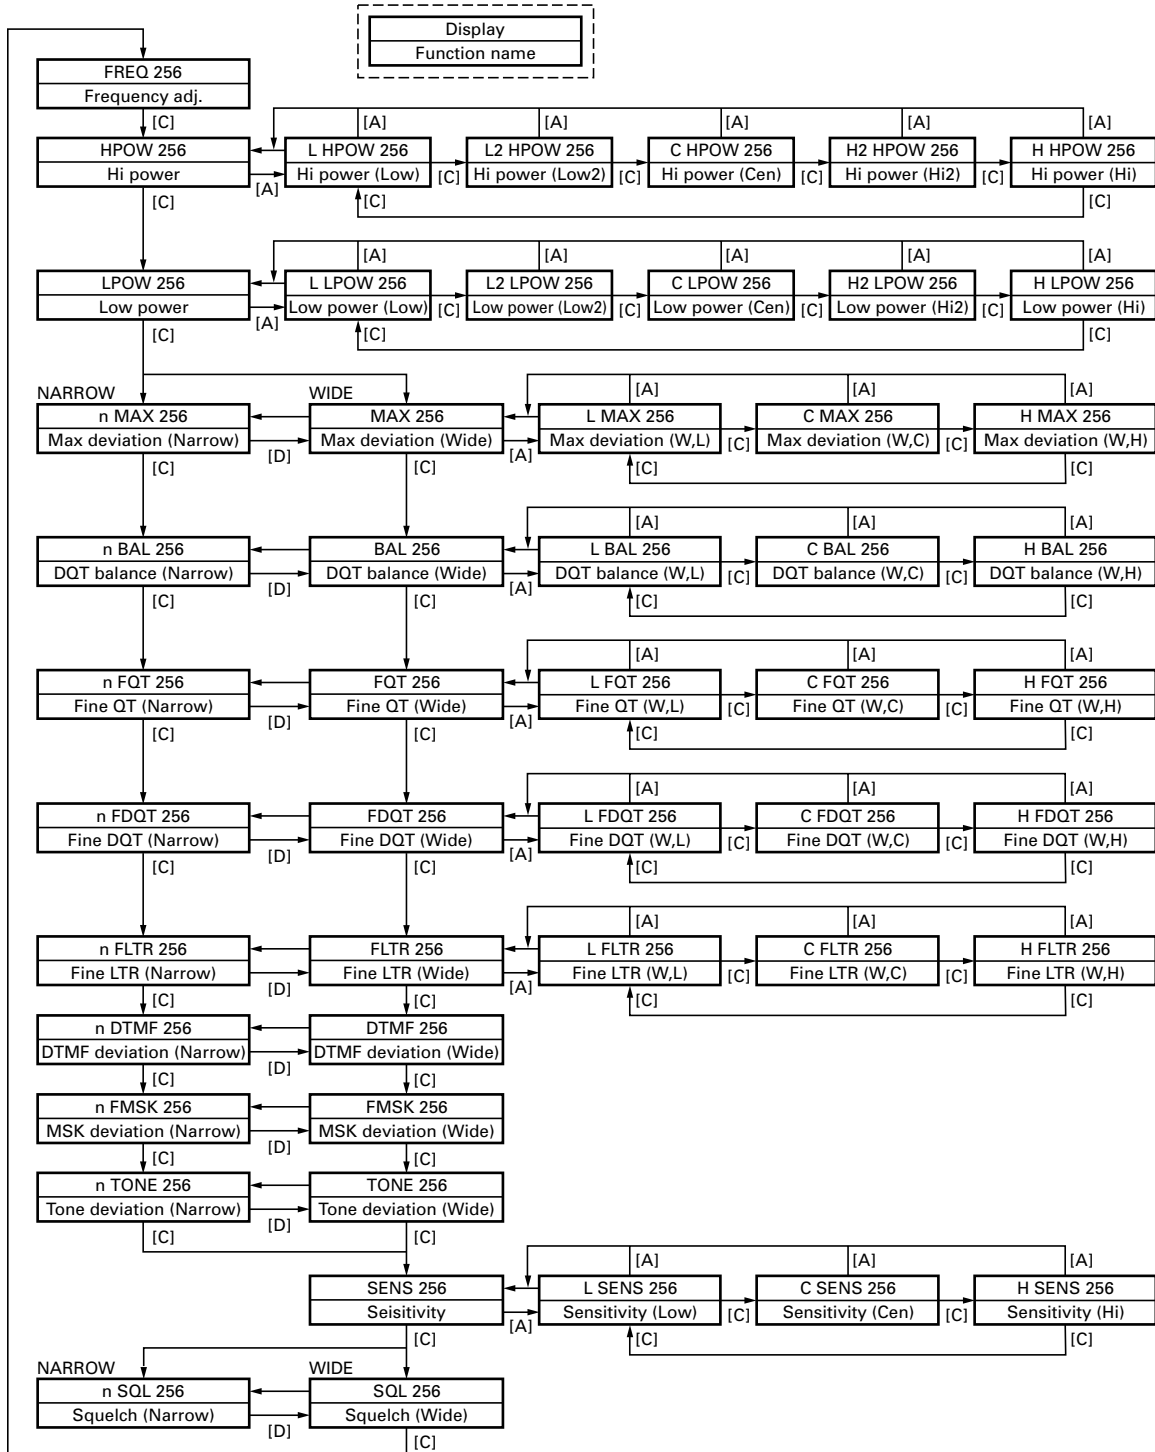 Display
Function name
FREQ 256
Frequency adj.
[C]
[A] [A] [A] [A] [A]
HPOW 256 L HPOW 256 L2 HPOW 256 C HPOW 256 H2 HPOW 256 H HPOW 256
Hi power Hi power (Low) Hi power (Low2) Hi power (Cen) Hi power (Hi2) Hi power (Hi)
[A] [C] [C] [C] [C]
[C] [C] [C]
[A] [A] [A] [A] [A]
LPOW 256 L LPOW 256 L2 LPOW 256 C LPOW 256 H2 LPOW 256 H LPOW 256
Low power Low power (Low) Low power (Low2) Low power (Cen) Low power (Hi2) Low power (Hi)
[A] [C] [C] [C] [C]
[C] [C] [C]
NARROW WIDE [A] [A] [A]
n MAX 256 MAX 256 L MAX 256 C MAX 256 H MAX 256
Max deviation (Narrow) Max deviation (Wide) Max deviation (W,L) Max deviation (W,C) Max deviation (W,H)
[D] [A] [C] [C]
[C] [C] [C] [C]
[A] [A] [A]
n BAL 256 BAL 256 L BAL 256 C BAL 256 H BAL 256
DQT balance (Narrow) DQT balance (Wide) DQT balance (W,L) DQT balance (W,C) DQT balance (W,H)
[D] [A] [C] [C]
[C] [C] [C] [C]
[A] [A] [A]
n FQT 256 FQT 256 L FQT 256 C FQT 256 H FQT 256
Fine QT (Narrow) Fine QT (Wide) Fine QT (W,L) Fine QT (W,C) Fine QT (W,H)
[D] [A] [C] [C]
[C] [C] [C] [C]
[A] [A] [A]
n FDQT 256 FDQT 256 L FDQT 256 C FDQT 256 H FDQT 256
Fine DQT (Narrow) Fine DQT (Wide) Fine DQT (W,L) Fine DQT (W,C) Fine DQT (W,H)
[D] [A] [C] [C]
[C] [C] [C] [C]
[A] [A] [A]
n FLTR 256 FLTR 256 L FLTR 256 C FLTR 256 H FLTR 256
Fine LTR (Narrow) Fine LTR (Wide) Fine LTR (W,L) Fine LTR (W,C) Fine LTR (W,H)
[D] [A] [C] [C]
[C] [C] [C] [C]
n DTMF 256 DTMF 256
DTMF deviation (Narrow) DTMF deviation (Wide)
[D]
[C] [C]
n FMSK 256 FMSK 256
MSK deviation (Narrow) MSK deviation (Wide)
[D]
[C] [C]
n TONE 256 TONE 256
Tone deviation (Narrow) Tone deviation (Wide)
[D]
[C] [C]
[A] [A] [A]
SENS 256 L SENS 256 C SENS 256 H SENS 256
Seisitivity Sensitivity (Low) Sensitivity (Cen) Sensitivity (Hi)
[A] [C] [C]
[C] [C] [C]
NARROW WIDE
n SQL 256 SQL 256
Squelch (Narrow) Squelch (Wide)
[D]
[C]